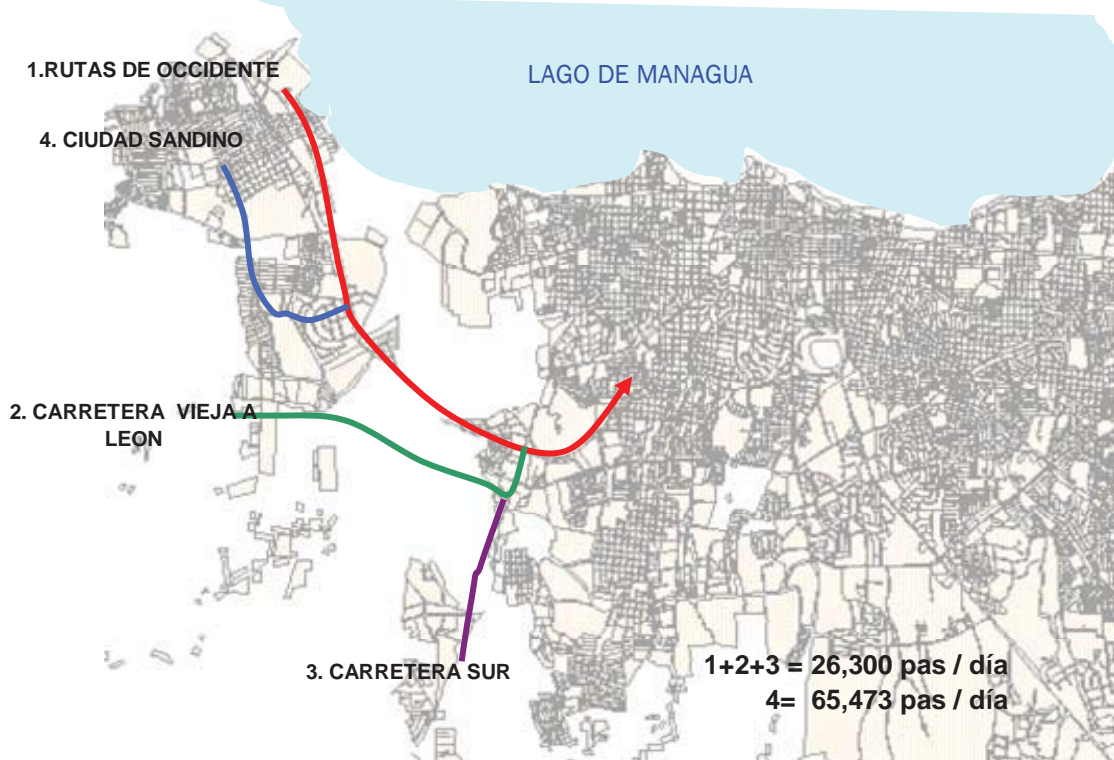 1.RUTAS DE OCCIDENTE
LAGO DE MANAGUA
4. CIUDAD SANDINO
2. CARRETERA VIEJA A
LEON
3. CARRETERA SUR
1+2+3 = 26,300 pas / día
4= 65,473 pas / día